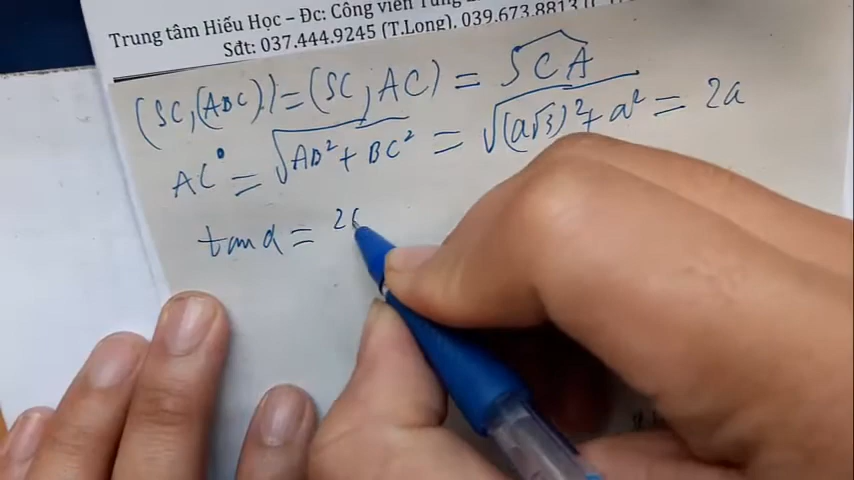 Trung tâm Hiếu Học – Đc: Công viên Tung
Sđt: 037.444.9245 (T.Long). 039.673.8813
(SC,(ABC)) = (SC, AC) = SCA
AC = √AB² + BC² = √(a√3)² + a² = 2a
tan α = 2